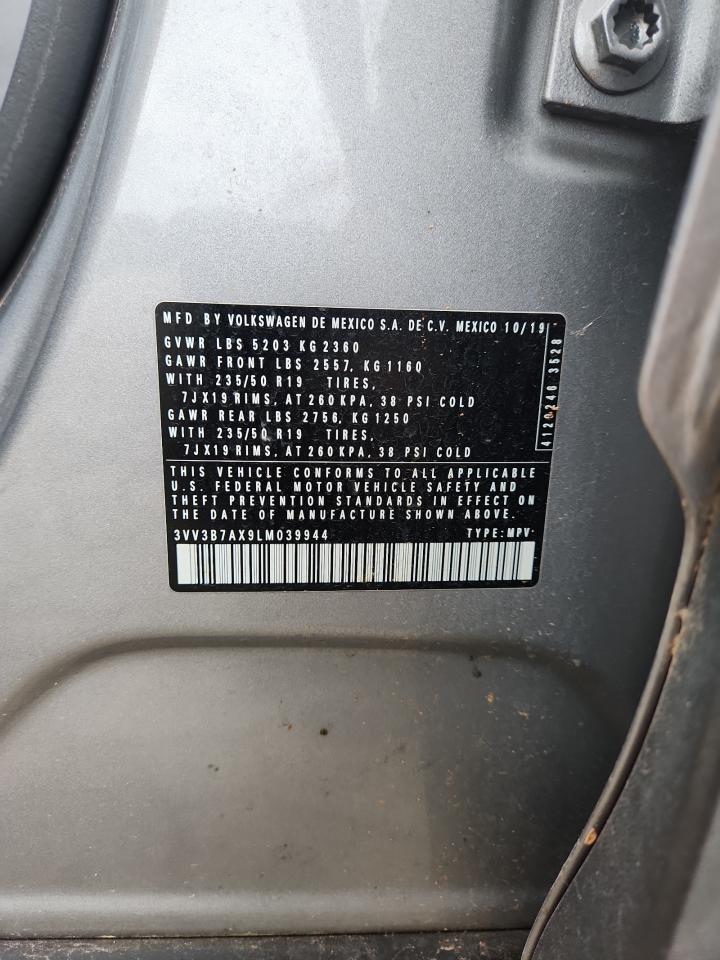 MFD BY VOLKSWAGEN DE MEXICO S.A. DE C.V. MEXICO 10/19
GVWR LBS 5203 KG 2360
GAWR FRONT LBS 2557, KG 1160
WITH 235/50 R19 TIRES,
7JX19 RIMS, AT 260 KPA, 38 PSI COLD
GAWR REAR LBS 2756, KG 1250
WITH 235/50 R19 TIRES,
7JX19 RIMS, AT 260 KPA, 38 PSI COLD
THIS VEHICLE CONFORMS TO ALL APPLICABLE
U.S. FEDERAL MOTOR VEHICLE SAFETY AND
THEFT PREVENTION STANDARDS IN EFFECT ON
THE DATE OF MANUFACTURE SHOWN ABOVE.
3VV3B7AX9LM039944 TYPE: MPV
3528